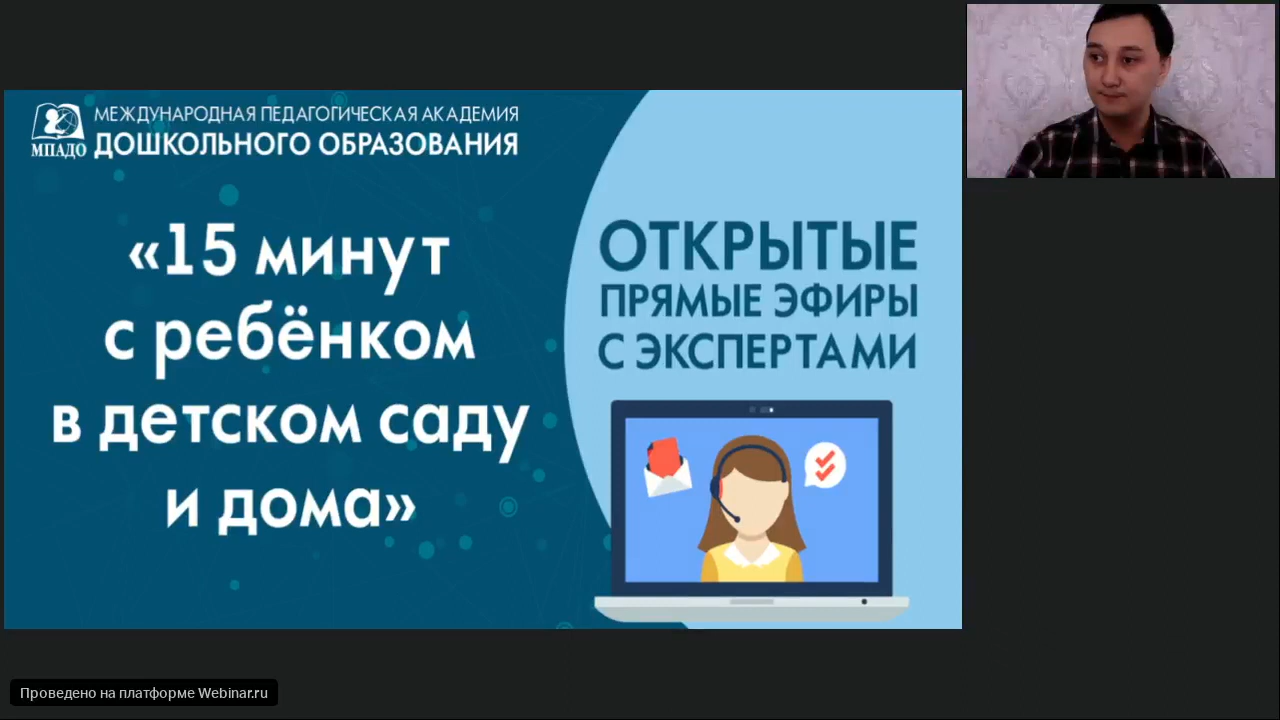 МЕЖДУНАРОДНАЯ ПЕДАГОГИЧЕСКАЯ АКАДЕМИЯ
МПАДО ДОШКОЛЬНОГО ОБРАЗОВАНИЯ
«15 минут
с ребёнком
в детском саду
и дома»
ОТКРЫТЫЕ
ПРЯМЫЕ ЭФИРЫ
С ЭКСПЕРТАМИ
Проведено на платформе Webinar.ru